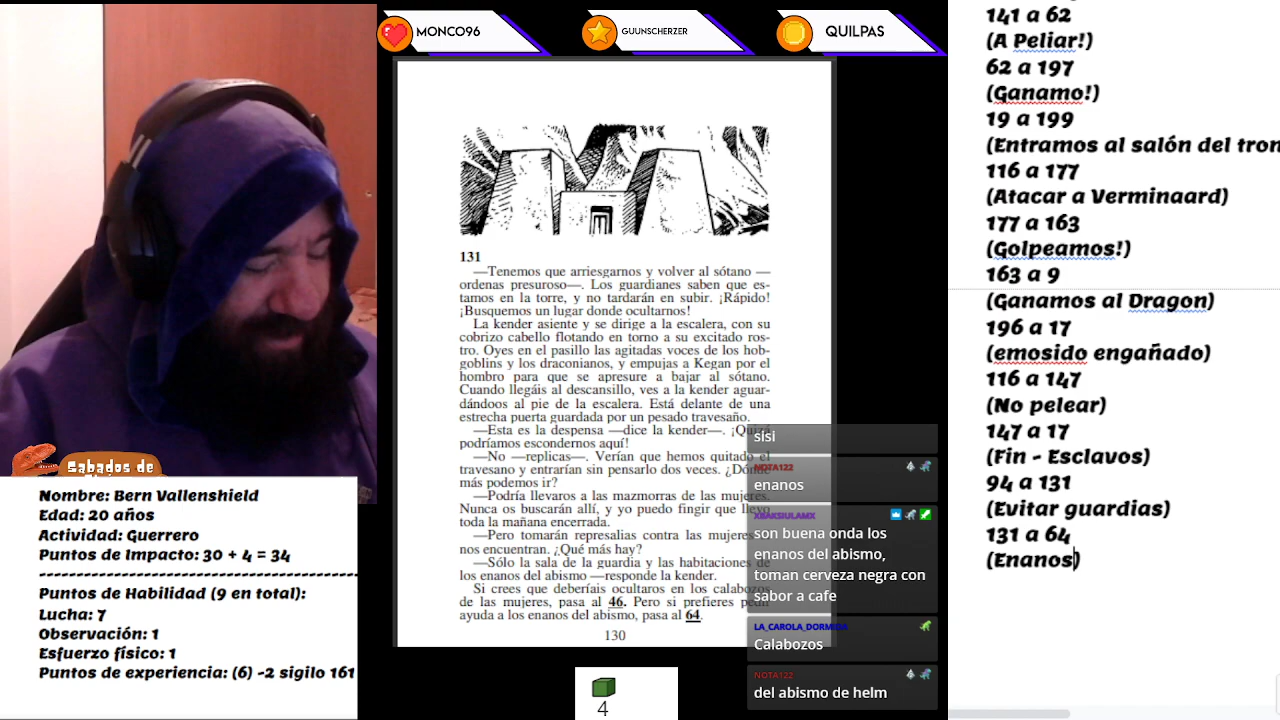 MONCO96
GUUNSCHERZER
QUILPAS
131
—Tenemos que arriesgarnos y volver al sótano —
ordenas presuroso—. Los guardianes saben que es-
tamos en la torre, y no tardarán en subir. ¡Rápido!
¡Busquemos un lugar donde ocultarnos!
La kender asiente y se dirige a la escalera, con su
cobrizo cabello flotando en torno a su excitado ros-
tro. Oyes en el pasillo las agitadas voces de los hob-
goblins y los draconianos, y empujas a Kegan por el
hombro para que se apresure a bajar al sótano.
Cuando llegáis al descansillo, ves a la kender aguar-
dándoos al pie de la escalera. Está delante de una
estrecha puerta guardada por un pesado travesaño.
—Esta es la despensa —dice la kender—. ¡Quizá
podríamos escondernos aquí!
—No —replicas—. Verían que hemos quitado el
travesano y entrarían sin pensarlo dos veces. ¿Dónde
más podemos ir?
—Podría llevaros a las mazmorras de las mujeres.
Nunca os buscarán allí, y yo puedo fingir que llevo
toda la mañana encerrada.
—Pero tomarán represalias contra las mujeres
nos encuentran. ¿Qué más hay?
—Sólo la sala de la guardia y las habitaciones de
los enanos del abismo —responde la kender.
Si crees que deberíais ocultaros en los calabozos
de las mujeres, pasa al 46. Pero si prefieres pedir
ayuda a los enanos del abismo, pasa al 64.
130
sisi
NOTA122
enanos
son buena onda los
enanos del abismo,
toman cerveza negra con
sabor a cafe
LA_CAROLA_DORMIDA
Calabozos
NOTA122
del abismo de helm
4
Sabados de
Nombre: Bern Vallenshield
Edad: 20 años
Actividad: Guerrero
Puntos de Impacto: 30 + 4 = 34
Puntos de Habilidad (9 en total):
Lucha: 7
Observación: 1
Esfuerzo físico: 1
Puntos de experiencia: (6) -2 sigilo 161
141 a 62
(A Peliar!)
62 a 197
(Ganamo!)
19 a 199
(Entramos al salón del tron
116 a 177
(Atacar a Verminaard)
177 a 163
(Golpeamos!)
163 a 9
(Ganamos al Dragon)
196 a 17
(emosido engañado)
116 a 147
(No pelear)
147 a 17
(Fin - Esclavos)
94 a 131
(Evitar guardias)
131 a 64
(Enanos)